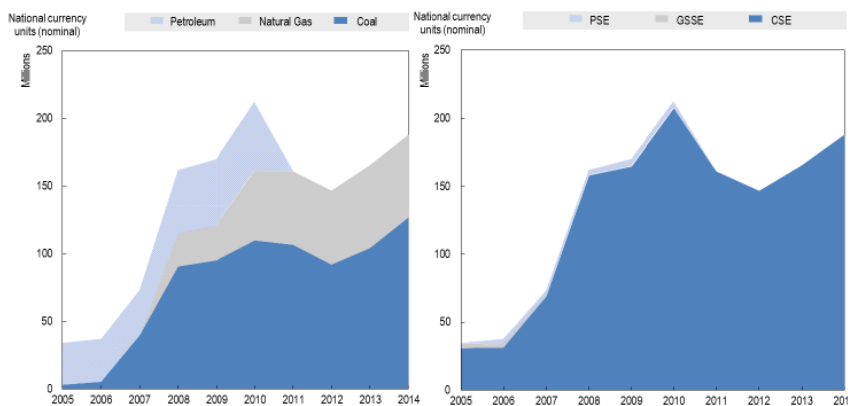 National currency
units (nominal)
Petroleum
Natural Gas
Coal
Millions
250
200
150
100
50
0
2005 2006 2007 2008 2009 2010 2011 2012 2013 2014
National currency
units (nominal)
PSE
GSSE
CSE
Millions
250
200
150
100
50
0
2005 2006 2007 2008 2009 2010 2011 2012 2013 201